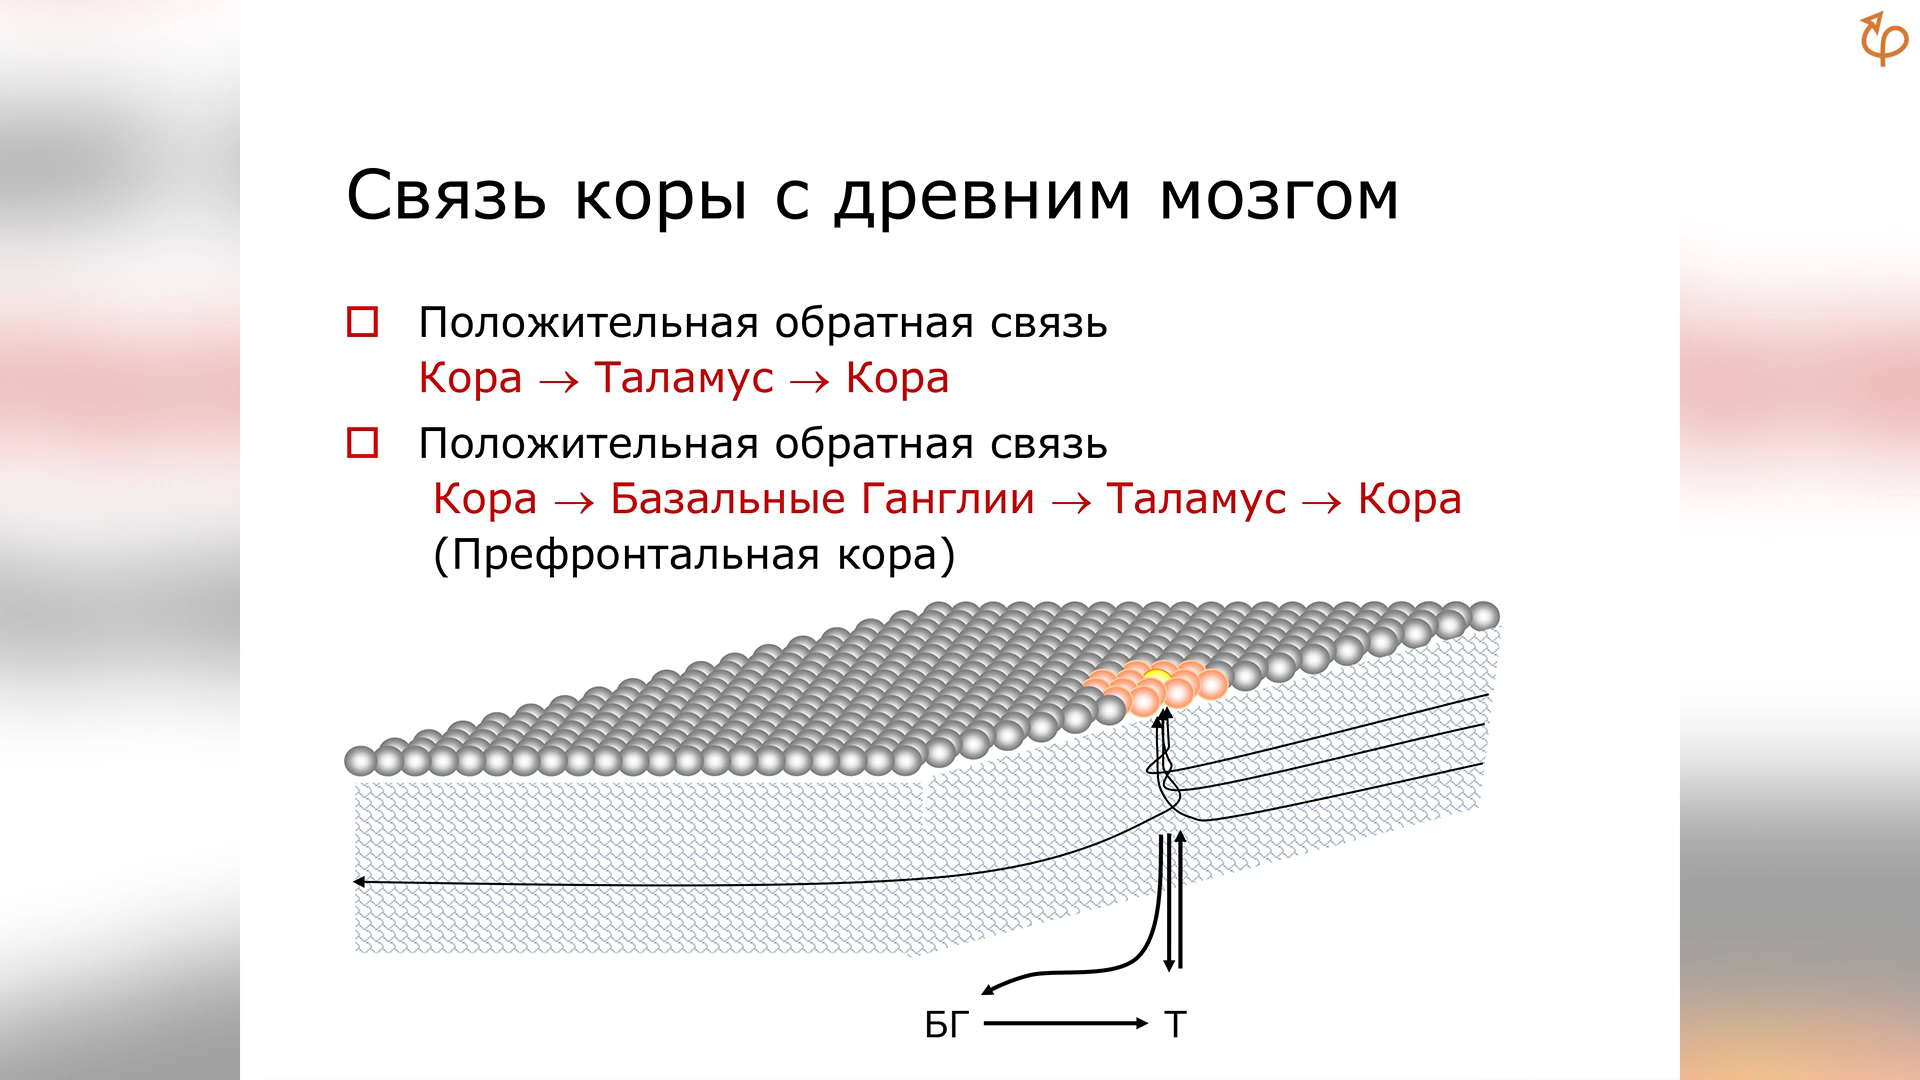 Связь коры с древним мозгом
Положительная обратная связь
Кора → Таламус → Кора
Положительная обратная связь
Кора → Базальные Ганглии → Таламус → Кора
(Префронтальная кора)
БГ
Т